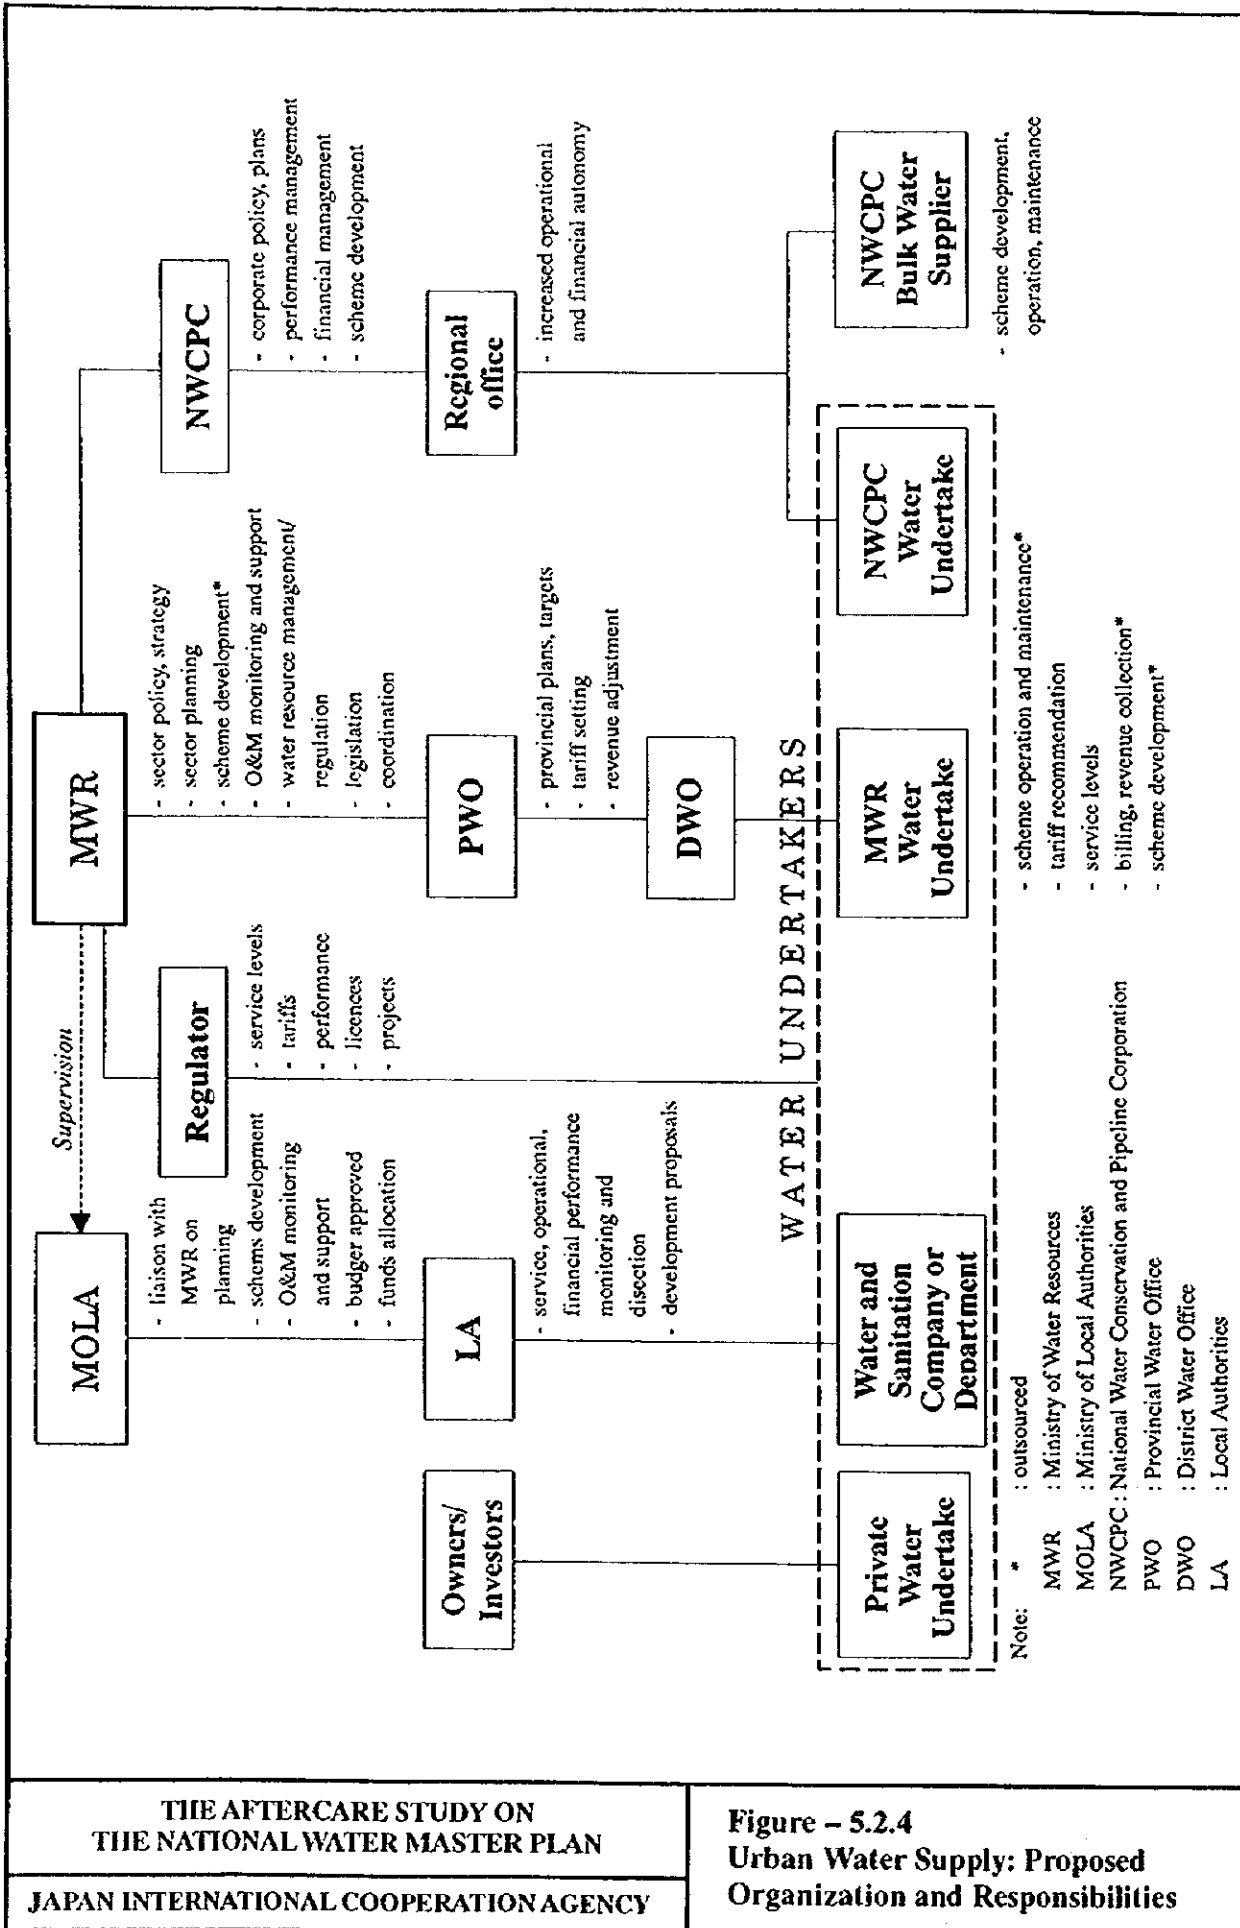 Supervision
MOLA
- liaison with
MWR on
planning
- schems development
- O&M monitoring
and support
- budger approved
- funds allocation
Regulator
- service levels
- tariffs
- performance
- licences
- projects
MWR
- sector policy, strategy
- sector planning
- scheme development*
- O&M monitoring and support
- water resource management/
regulation
- legislation
- coordination
NWCPC
- corporate policy, plans
- performance management
- financial management
- scheme development
Owners/
Investors
LA
- service, operational,
financial performance
monitoring and
disection
- development proposals
PWO
- provincial plans, targets
- tariff setting
- revenue adjustment
DWO
Regional
office
- increased operational
and financial autonomy
WATER UNDERTAKERS
Private
Water
Undertake
Water and
Sanitation
Company or
Department
MWR
Water
Undertake
NWCPC
Water
Undertake
NWCPC
Bulk Water
Supplier
- scheme operation and maintenance*
- tariff recommendation
- service levels
- billing, revenue collection*
- scheme development*
- scheme development,
operation, maintenance
Note: * : outsourced
MWR : Ministry of Water Resources
MOLA : Ministry of Local Authorities
NWCPC : National Water Conservation and Pipeline Corporation
PWO : Provincial Water Office
DWO : District Water Office
LA : Local Authorities
THE AFTERCARE STUDY ON
THE NATIONAL WATER MASTER PLAN
JAPAN INTERNATIONAL COOPERATION AGENCY
Figure – 5.2.4
Urban Water Supply: Proposed
Organization and Responsibilities